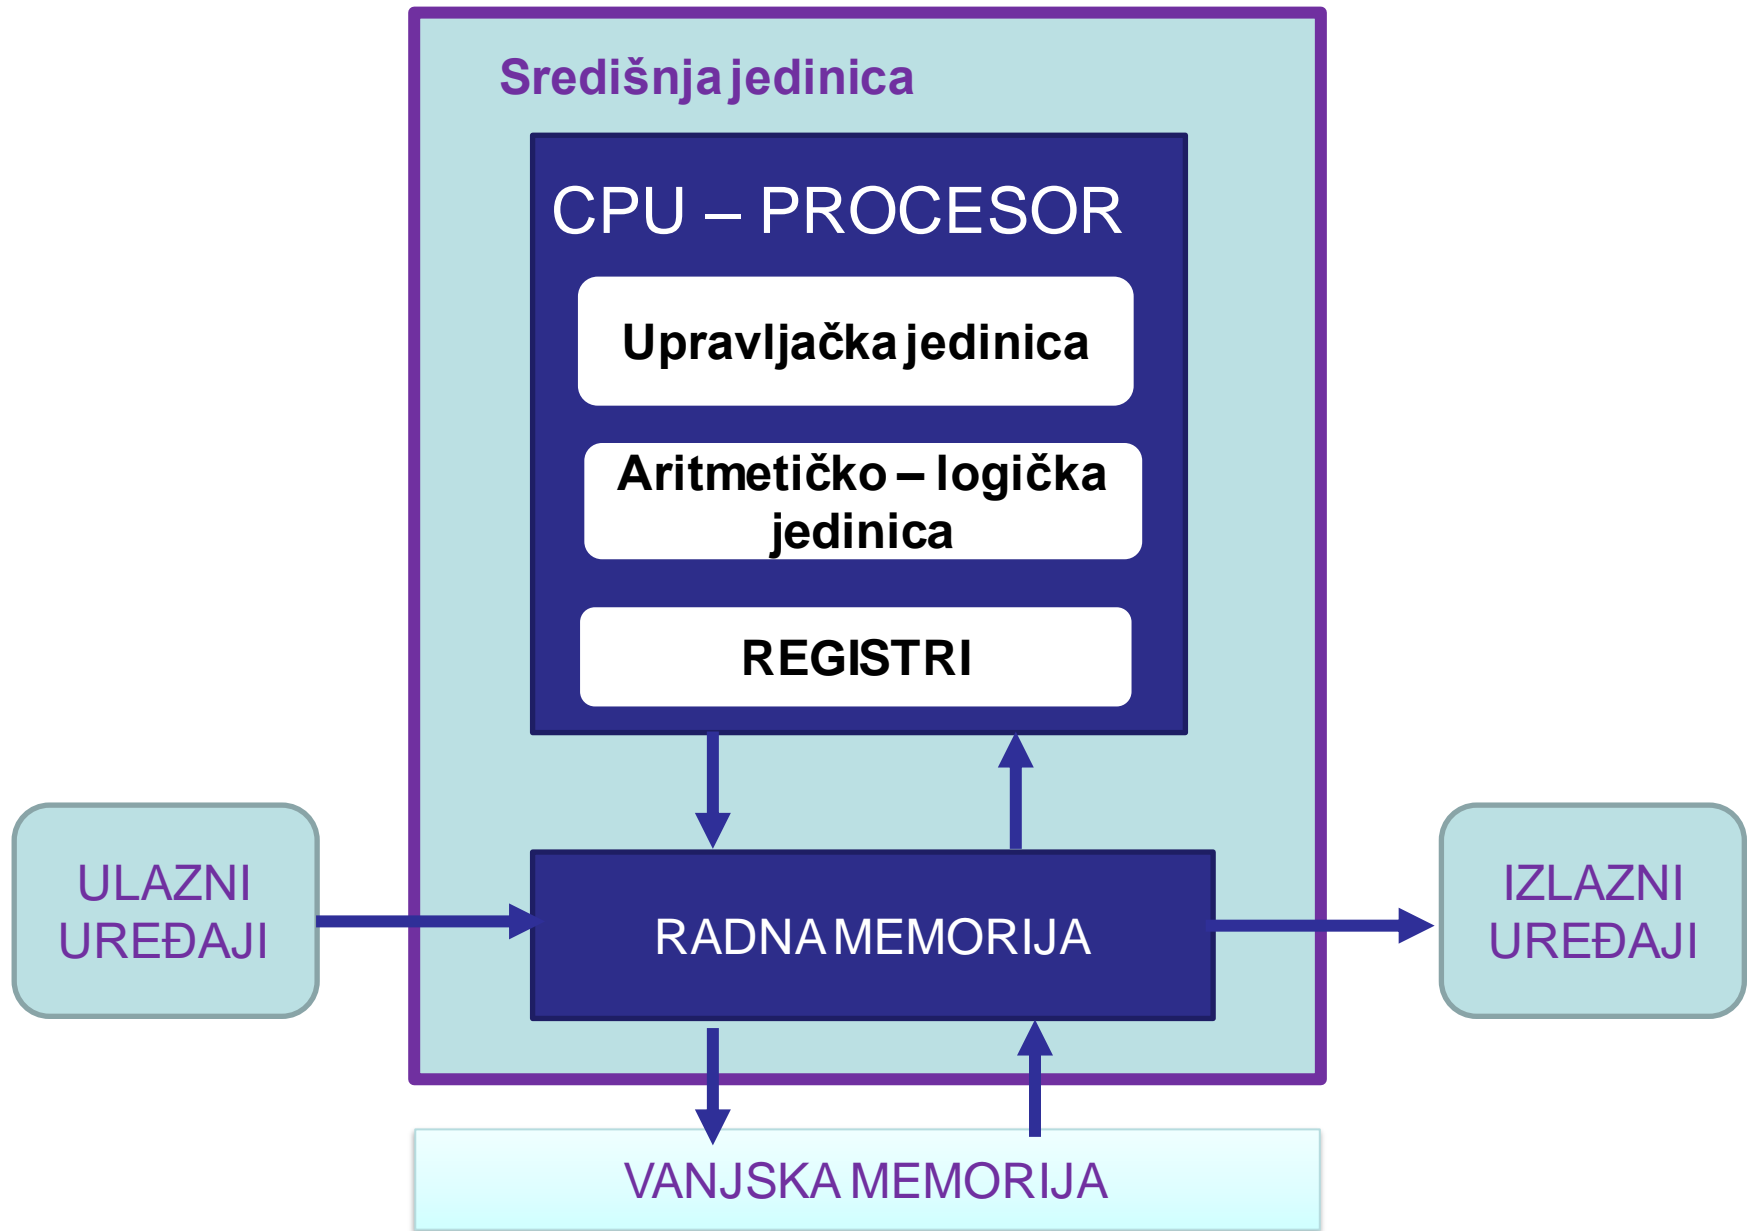 Središnja jedinica
CPU – PROCESOR
Upravljačka jedinica
Aritmetičko – logička
jedinica
REGISTRI
ULAZNI
UREĐAJI
RADNA MEMORIJA
IZLAZNI
UREĐAJI
VANJSKA MEMORIJA